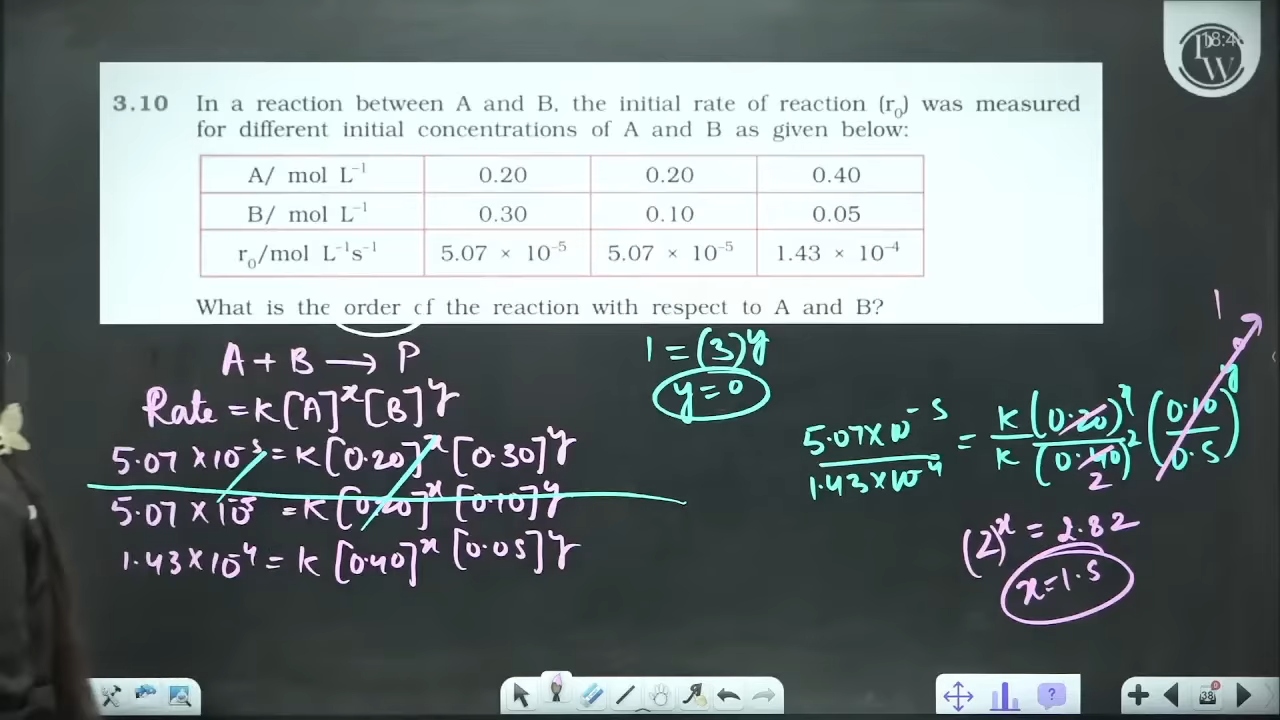 18:4
W
3.10 In a reaction between A and B, the initial rate of reaction (r₀) was measured
for different initial concentrations of A and B as given below:
A/ mol L⁻¹ 0.20 0.20 0.40
B/ mol L⁻¹ 0.30 0.10 0.05
r₀/mol L⁻¹s⁻¹ 5.07 × 10⁻⁵ 5.07 × 10⁻⁵ 1.43 × 10⁻⁴
What is the order of the reaction with respect to A and B?
A + B → P
Rate = K[A]ˣ[B]ʸ
5.07 × 10⁻⁵ = K[0.20]ˣ [0.30]ʸ
5.07 × 10⁻⁵ = K[0.20]ˣ [0.10]ʸ
1.43 × 10⁻⁴ = K [0.40]ˣ [0.05]ʸ
1 = (3)ʸ
y = 0
5.07 × 10⁻⁵ / 1.43 × 10⁻⁴ = K (0.20)ˣ / K (0.40)ˣ (0.10 / 0.5)ʸ
1
2
(2)ˣ = 2.82
x = 1.5
38